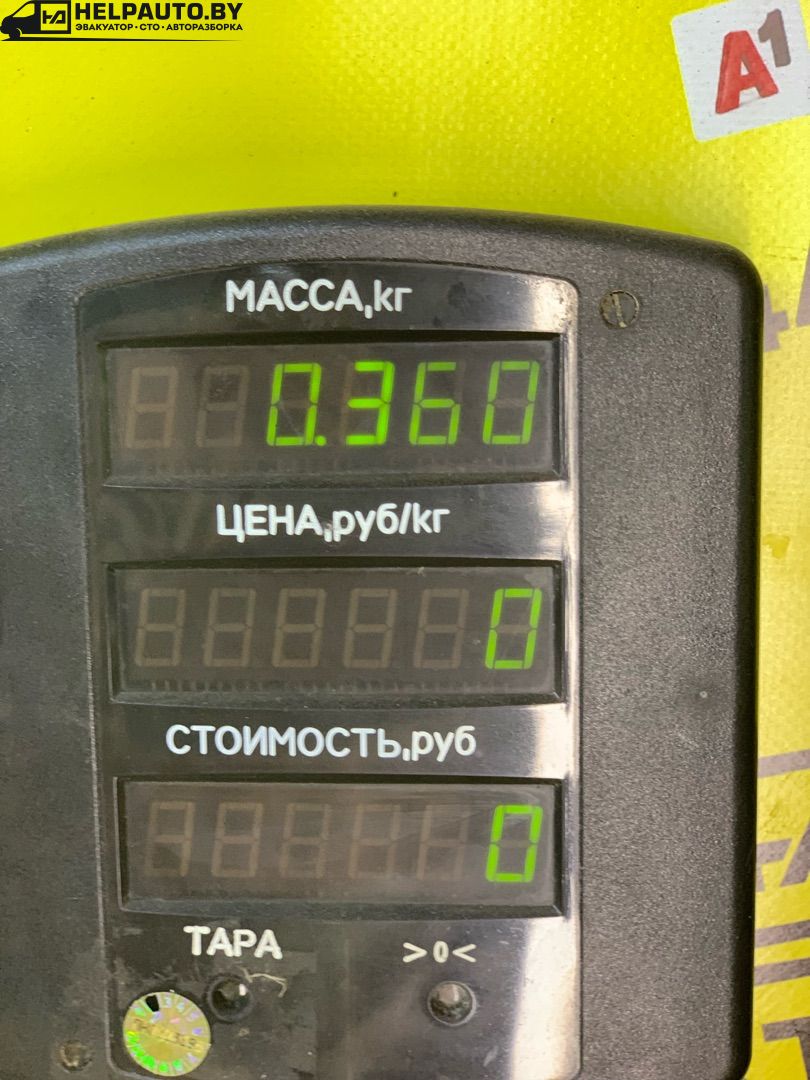 HELPAUTO.BY
ЭВАКУАТОР • СТО • АВТОРАЗБОРКА
A1
МАССА,кг
0.360
ЦЕНА,руб/кг
0
СТОИМОСТЬ,руб
0
ТАРА >0<